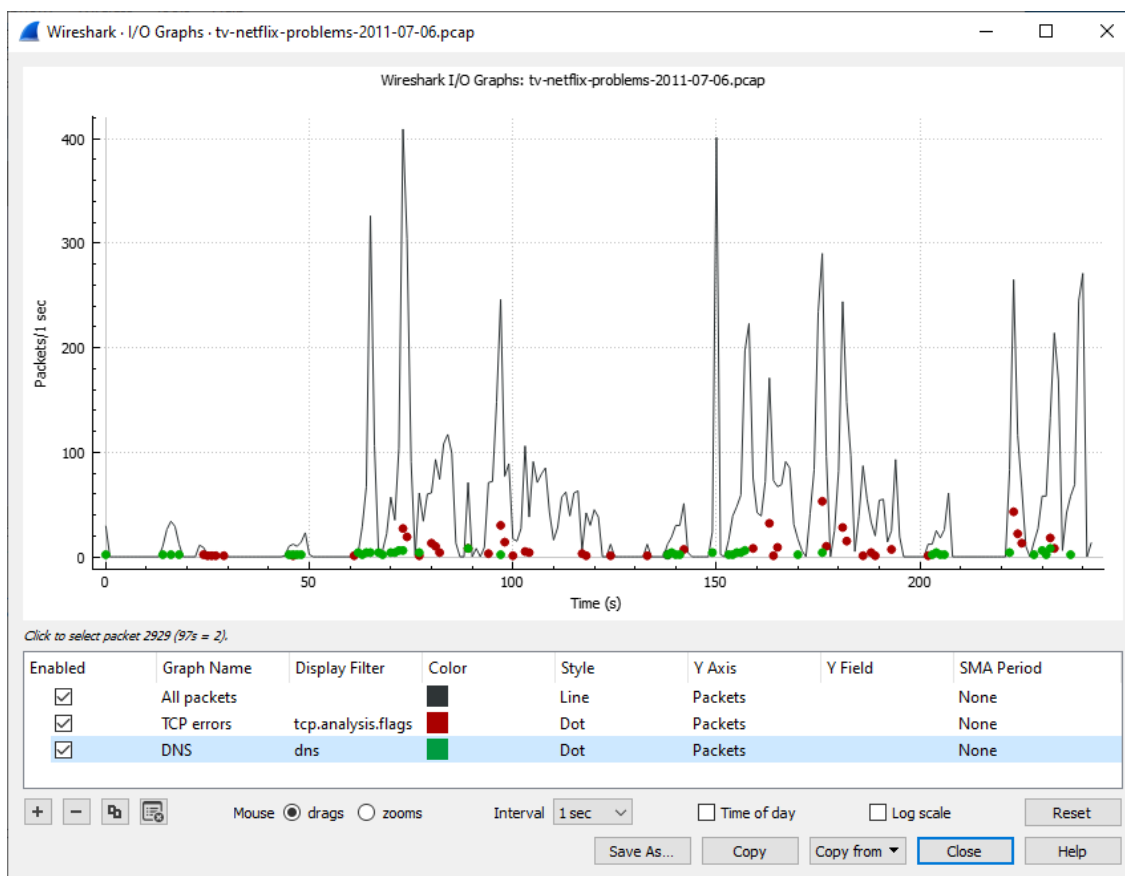 Wireshark · I/O Graphs · tv-netflix-problems-2011-07-06.pcap
Wireshark I/O Graphs: tv-netflix-problems-2011-07-06.pcap
400
300
200
100
0
Packets/1 sec
0 50 100 150 200
Time (s)
Click to select packet 2929 (97s = 2).
Enabled Graph Name Display Filter Color Style Y Axis Y Field SMA Period
All packets Line Packets None
TCP errors tcp.analysis.flags Dot Packets None
DNS dns Dot Packets None
Mouse drags zooms Interval 1 sec Time of day Log scale Reset
Save As... Copy Copy from Close Help